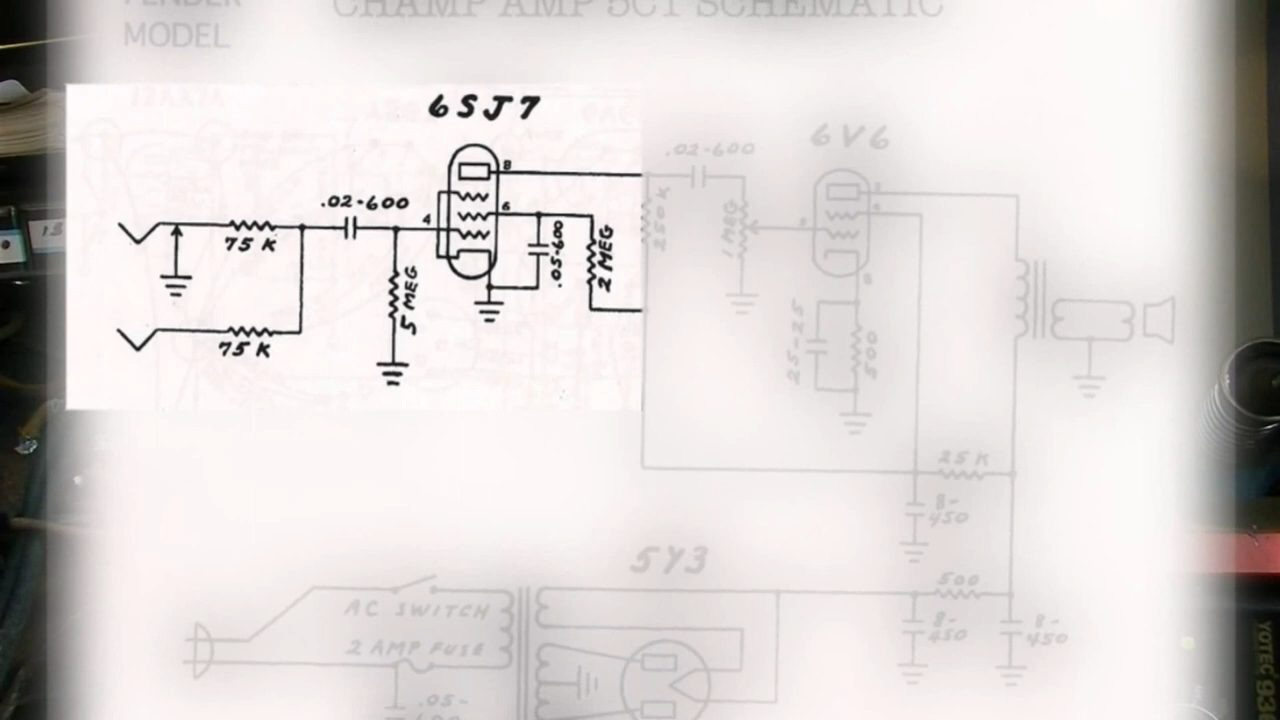 FENDER
MODEL
CHAMP AMP 5C1 SCHEMATIC
6SJ7
8
.02-600
4
6
75 K
.05-600
2 MEG
5 MEG
75 K
6V6
.02-600
250 K
1 MEG
25-25
500
25 K
8-
450
5Y3
500
AC SWITCH
8-
450
8-
450
2 AMP FUSE
.05-
YOTEC